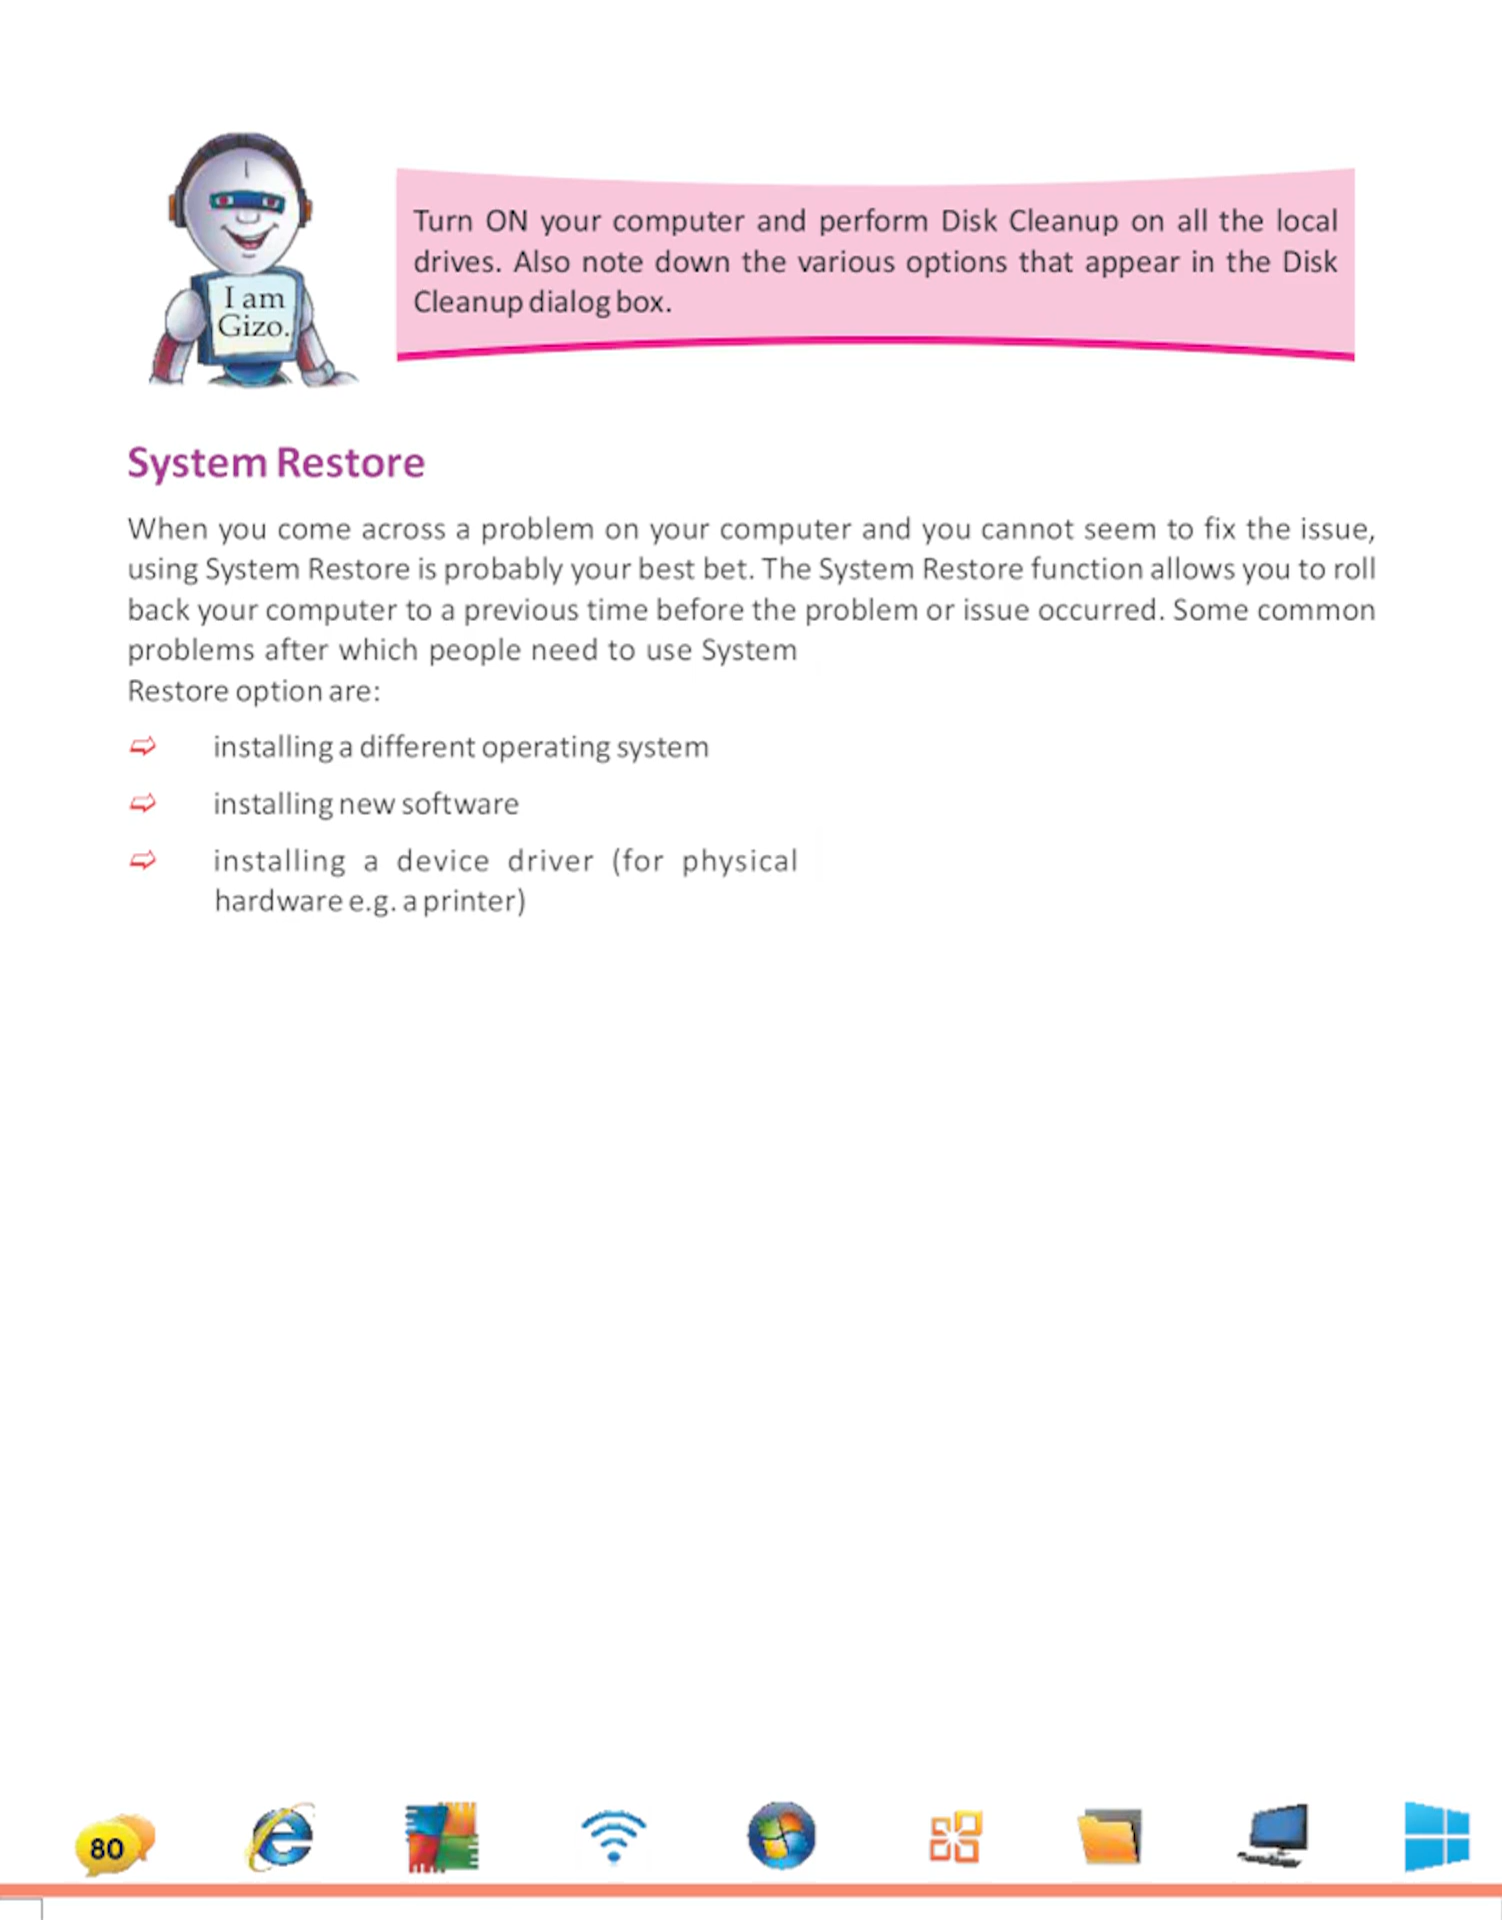 I am
Gizo.
Turn ON your computer and perform Disk Cleanup on all the local
drives. Also note down the various options that appear in the Disk
Cleanup dialog box.
System Restore
When you come across a problem on your computer and you cannot seem to fix the issue,
using System Restore is probably your best bet. The System Restore function allows you to roll
back your computer to a previous time before the problem or issue occurred. Some common
problems after which people need to use System
Restore option are:
installing a different operating system
installing new software
installing a device driver (for physical
hardware e.g. a printer)
80